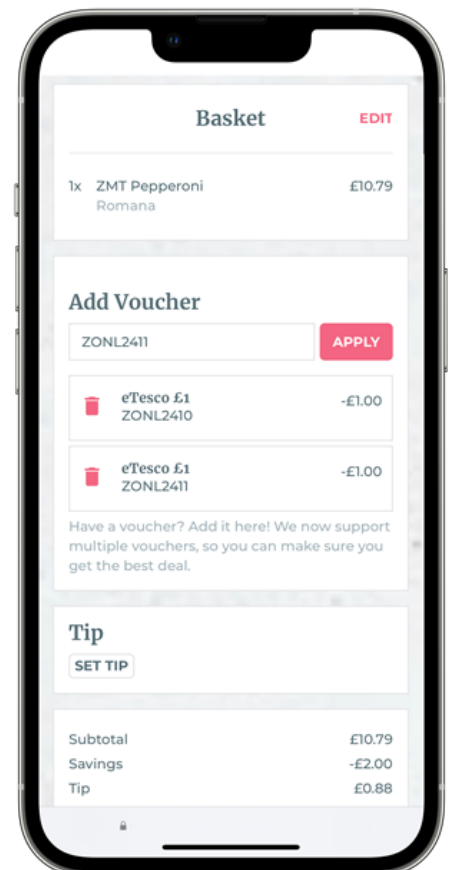 Basket EDIT
1x ZMT Pepperoni £10.79
Romana
Add Voucher
ZONL2411 APPLY
eTesco £1 -£1.00
ZONL2410
eTesco £1 -£1.00
ZONL2411
Have a voucher? Add it here! We now support
multiple vouchers, so you can make sure you
get the best deal.
Tip
SET TIP
Subtotal £10.79
Savings -£2.00
Tip £0.88